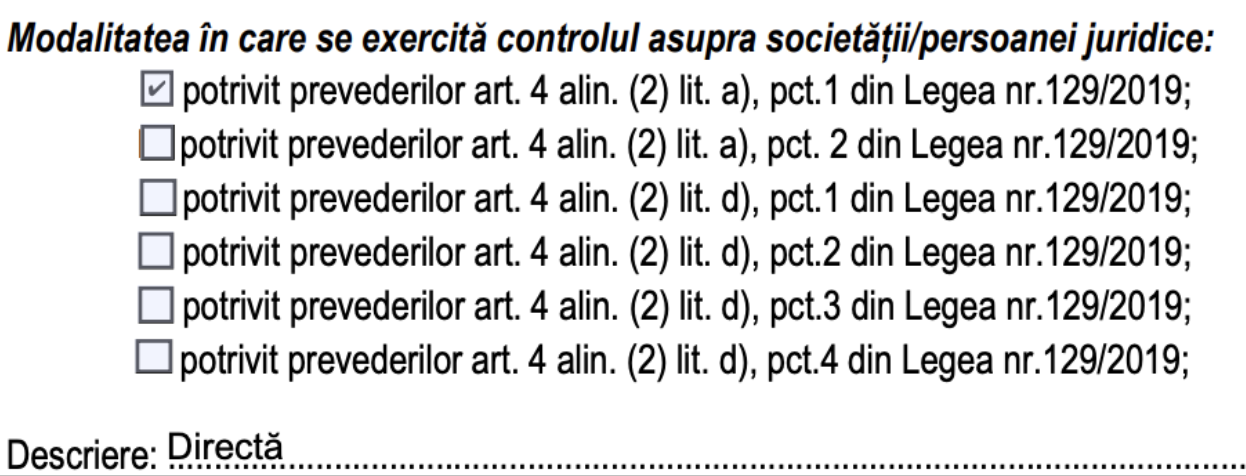 Modalitatea în care se exercită controlul asupra societății/persoanei juridice:
potrivit prevederilor art. 4 alin. (2) lit. a), pct.1 din Legea nr.129/2019;
potrivit prevederilor art. 4 alin. (2) lit. a), pct. 2 din Legea nr.129/2019;
potrivit prevederilor art. 4 alin. (2) lit. d), pct.1 din Legea nr.129/2019;
potrivit prevederilor art. 4 alin. (2) lit. d), pct.2 din Legea nr.129/2019;
potrivit prevederilor art. 4 alin. (2) lit. d), pct.3 din Legea nr.129/2019;
potrivit prevederilor art. 4 alin. (2) lit. d), pct.4 din Legea nr.129/2019;
Descriere: Directă